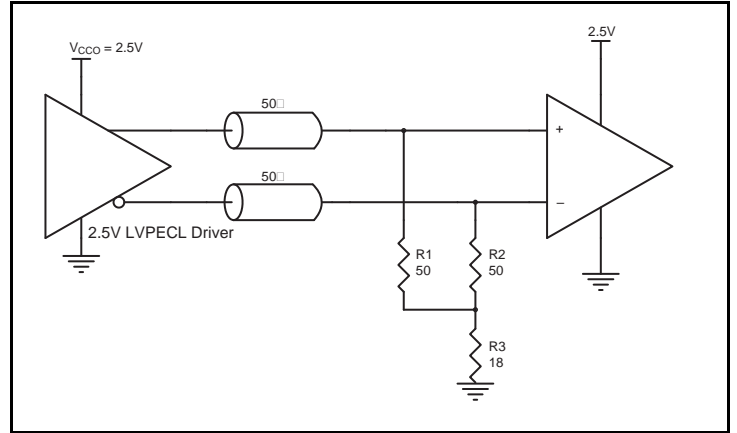 2.5V
VCCO = 2.5V
50□
+
50□
–
2.5V LVPECL Driver
R1
50
R2
50
R3
18